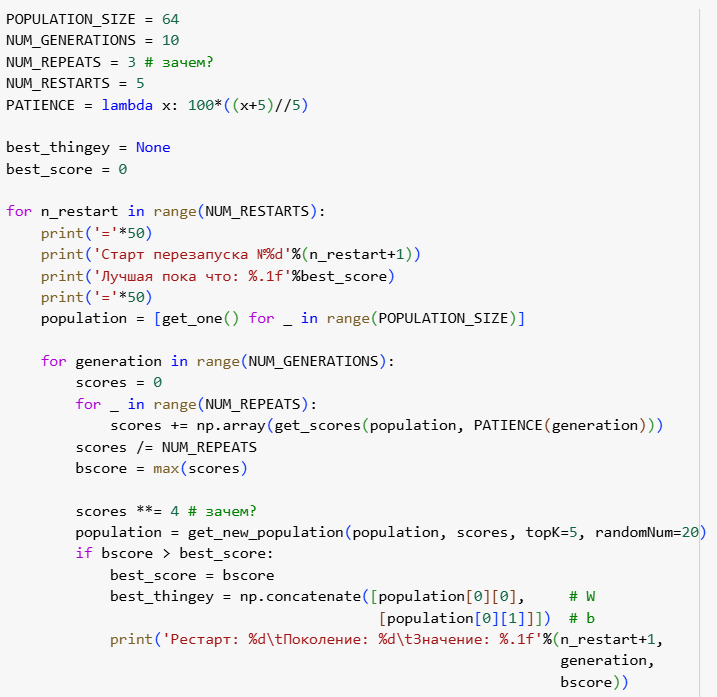 POPULATION_SIZE = 64
NUM_GENERATIONS = 10
NUM_REPEATS = 3 # зачем?
NUM_RESTARTS = 5
PATIENCE = lambda x: 100*((x+5)//5)

best_thingey = None
best_score = 0

for n_restart in range(NUM_RESTARTS):
    print('='*50)
    print('Старт перезапуска №%d'%(n_restart+1))
    print('Лучшая пока что: %.1f'%best_score)
    print('='*50)
    population = [get_one() for _ in range(POPULATION_SIZE)]

    for generation in range(NUM_GENERATIONS):
        scores = 0
        for _ in range(NUM_REPEATS):
            scores += np.array(get_scores(population, PATIENCE(generation)))
        scores /= NUM_REPEATS
        bscore = max(scores)

        scores **= 4 # зачем?
        population = get_new_population(population, scores, topK=5, randomNum=20)
        if bscore > best_score:
            best_score = bscore
            best_thingey = np.concatenate([population[0][0],     # W
                                           [population[0][1]]])  # b
            print('Рестарт: %d\tПоколение: %d\tЗначение: %.1f'%(n_restart+1,
                                                                generation,
                                                                bscore))